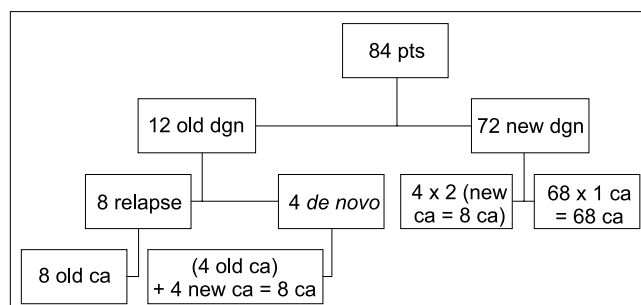 84 pts
12 old dgn
72 new dgn
8 relapse
4 de novo
4 x 2 (new
ca = 8 ca)
68 x 1 ca
= 68 ca
8 old ca
(4 old ca)
+ 4 new ca = 8 ca